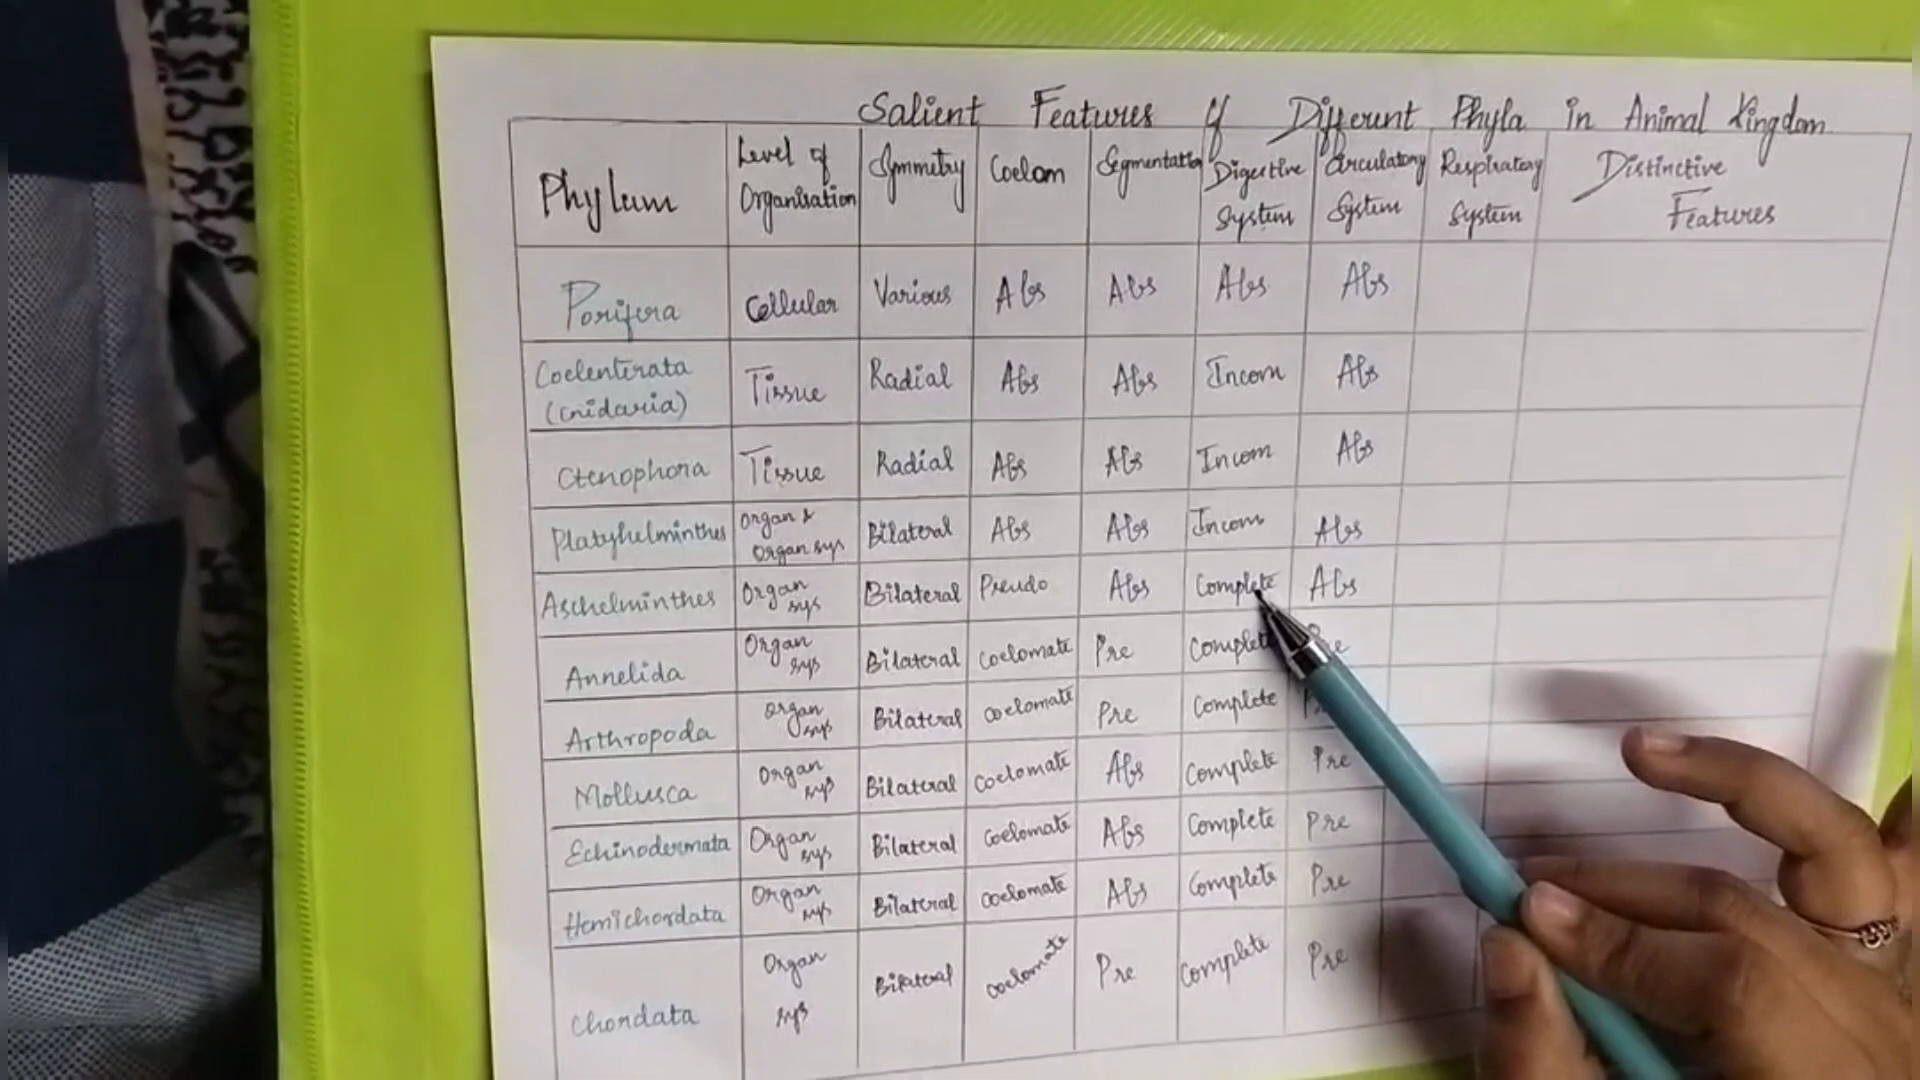 Salient Features of Different Phyla in Animal Kingdom
Phylum Level of Organisation Symmetry Coelom Segmentation Digestive System Circulatory System Respiratory System Distinctive Features
Porifera Cellular Various Abs Abs Abs Abs
Coelenterata (cnidaria) Tissue Radial Abs Abs Incom Abs
Ctenophora Tissue Radial Abs Abs Incom Abs
Platyhelminthes Organ & Organ sys Bilateral Abs Abs Incom Abs
Aschelminthes Organ sys Bilateral Pseudo Abs Complete Abs
Annelida Organ sys Bilateral Coelomate Pre Complete
Arthropoda Organ sys Bilateral Coelomate Pre Complete
Mollusca Organ sys Bilateral Coelomate Abs Complete Pre
Echinodermata Organ sys Bilateral Coelomate Abs Complete Pre
Hemichordata Organ sys Bilateral Coelomate Abs Complete Pre
Chordata Organ sys Bilateral Coelomate Pre Complete Pre